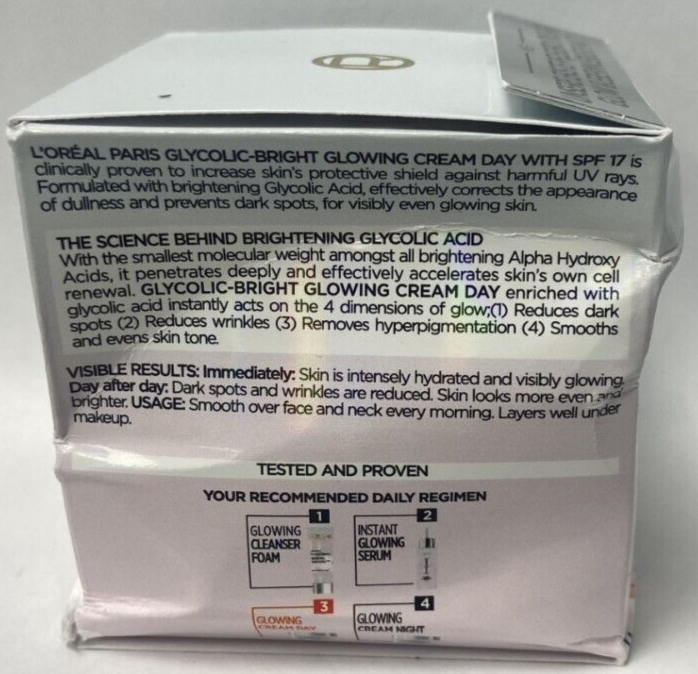 L'ORÉAL PARIS GLYCOLIC-BRIGHT GLOWING CREAM DAY WITH SPF 17 is
clinically proven to increase skin's protective shield against harmful UV rays.
Formulated with brightening Glycolic Acid, effectively corrects the appearance
of dullness and prevents dark spots, for visibly even glowing skin.
THE SCIENCE BEHIND BRIGHTENING GLYCOLIC ACID
With the smallest molecular weight amongst all brightening Alpha Hydroxy
Acids, it penetrates deeply and effectively accelerates skin's own cell
renewal. GLYCOLIC-BRIGHT GLOWING CREAM DAY enriched with
glycolic acid instantly acts on the 4 dimensions of glow;(1) Reduces dark
spots (2) Reduces wrinkles (3) Removes hyperpigmentation (4) Smooths
and evens skin tone.
VISIBLE RESULTS: Immediately: Skin is intensely hydrated and visibly glowing.
Day after day: Dark spots and wrinkles are reduced. Skin looks more even and
brighter. USAGE: Smooth over face and neck every morning. Layers well under
makeup.
TESTED AND PROVEN
YOUR RECOMMENDED DAILY REGIMEN
1
GLOWING
CLEANSER
FOAM
2
INSTANT
GLOWING
SERUM
3
GLOWING
CREAM DAY
4
GLOWING
CREAM NIGHT